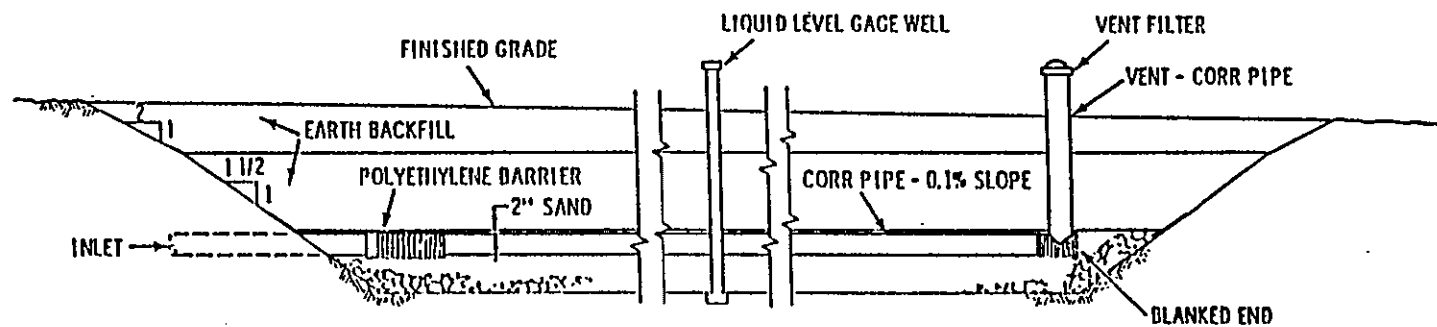 LIQUID LEVEL GAGE WELL
VENT FILTER
FINISHED GRADE
VENT - CORR PIPE
2
1
EARTH BACKFILL
1 1/2
1
POLYETHYLENE BARRIER
CORR PIPE - 0.1% SLOPE
2" SAND
INLET
BLANKED END